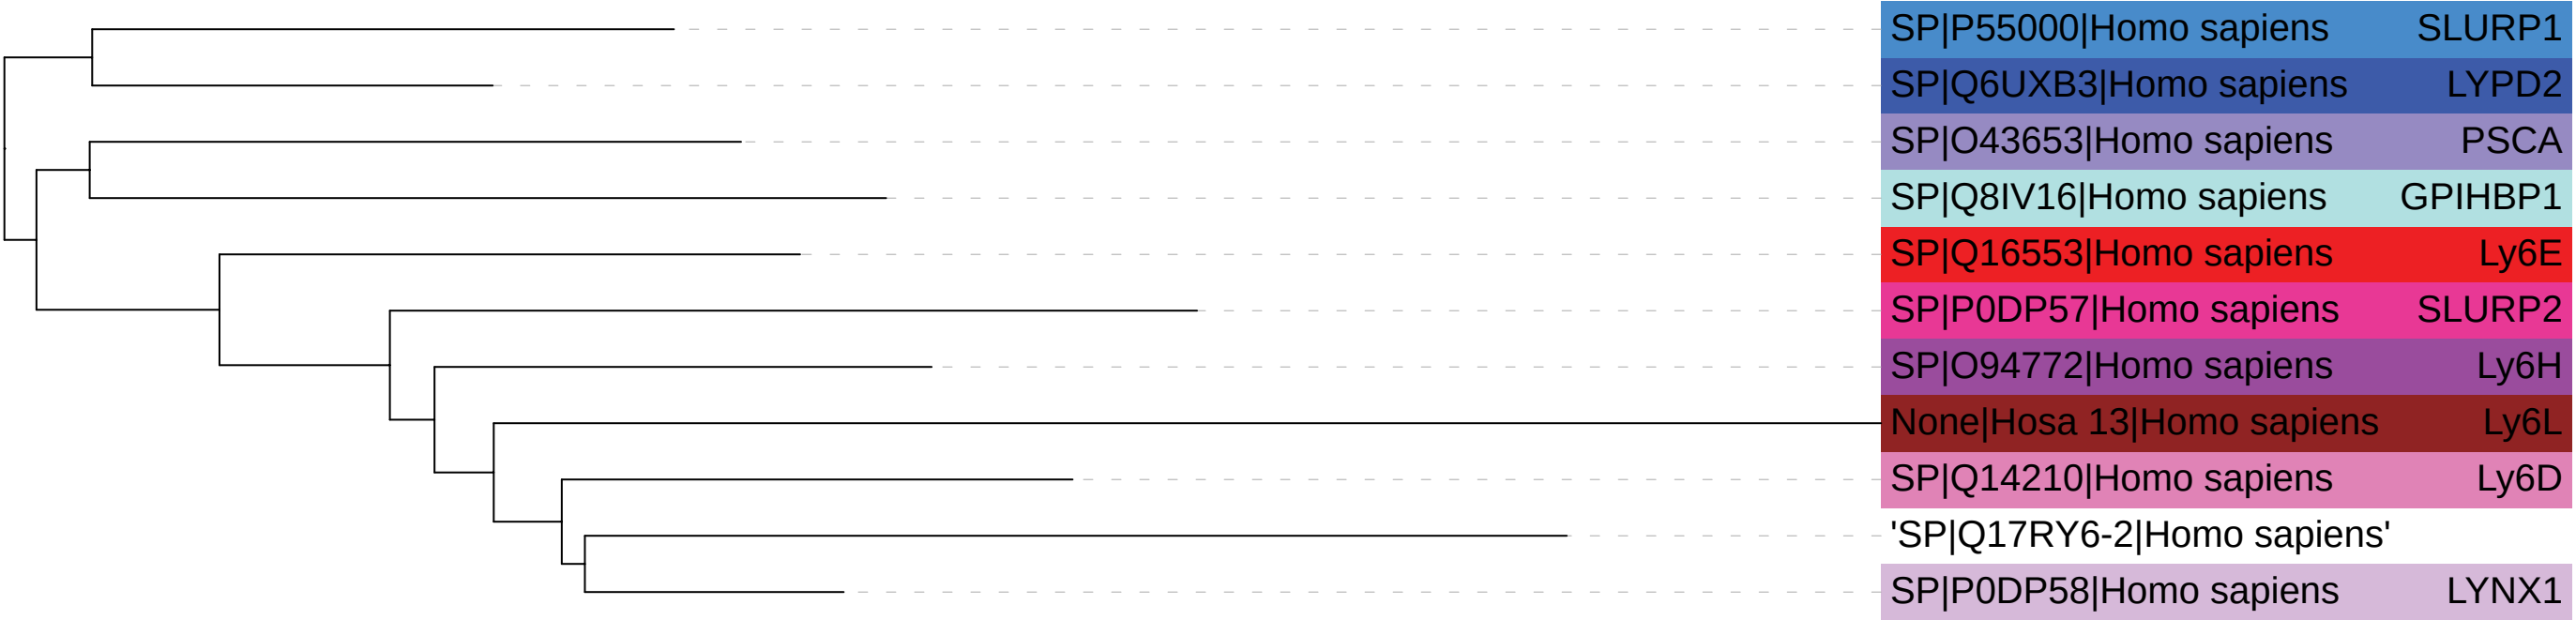 SP|P55000|Homo sapiens SLURP1
SP|Q6UXB3|Homo sapiens LYPD2
SP|O43653|Homo sapiens PSCA
SP|Q8IV16|Homo sapiens GPIHBP1
SP|Q16553|Homo sapiens Ly6E
SP|P0DP57|Homo sapiens SLURP2
SP|O94772|Homo sapiens Ly6H
None|Hosa 13|Homo sapiens Ly6L
SP|Q14210|Homo sapiens Ly6D
'SP|Q17RY6-2|Homo sapiens'
SP|P0DP58|Homo sapiens LYNX1